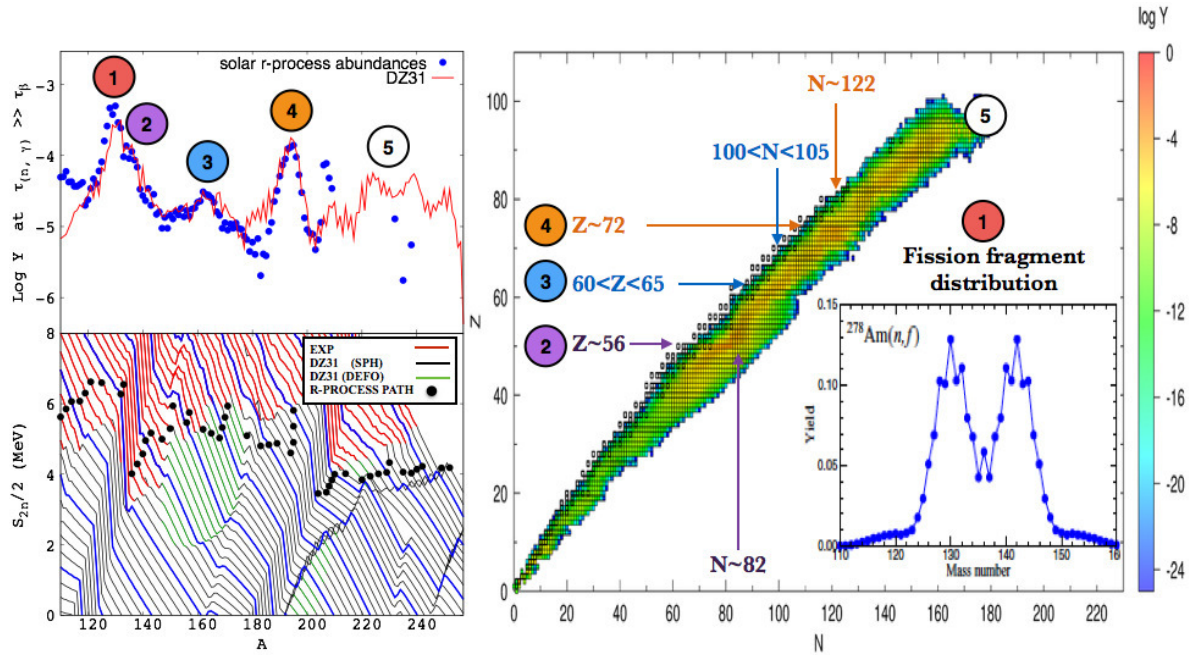 1
solar r-process abundances
DZ31
2
3
4
5
-3
-4
-5
-6
Log Y at τ(n, γ) >> τβ
8
6
4
2
0
S2n/2 (MeV)
EXP
DZ31 (SPH)
DZ31 (DEFO)
R-PROCESS PATH
120 140 160 180 200 220 240
A
log Y
0
-4
-8
-12
-16
-20
-24
100
80
60
40
20
0
Z
N~122
100<N<105
4 Z~72
3 60<Z<65
2 Z~56
N~82
5
1
Fission fragment
distribution
278Am(n,f)
0.15
0.10
0.05
0.00
Yield
110 120 130 140 150 16
Mass number
0 20 40 60 80 100 120 140 160 180 200 220
N